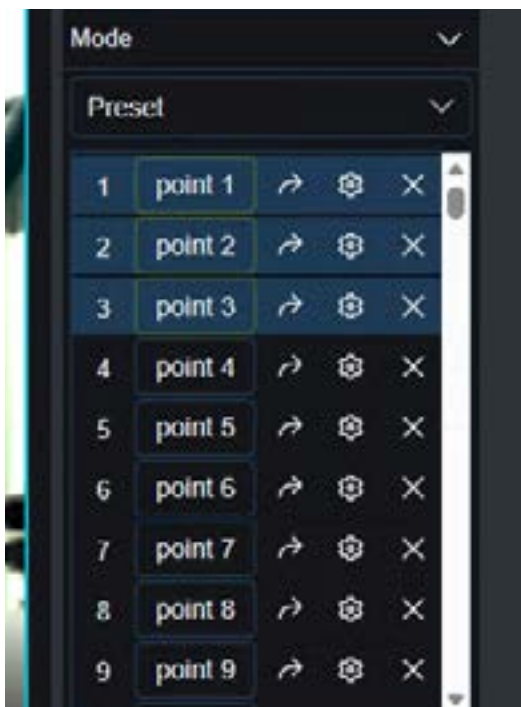 Mode
Preset
1 point 1
2 point 2
3 point 3
4 point 4
5 point 5
6 point 6
7 point 7
8 point 8
9 point 9